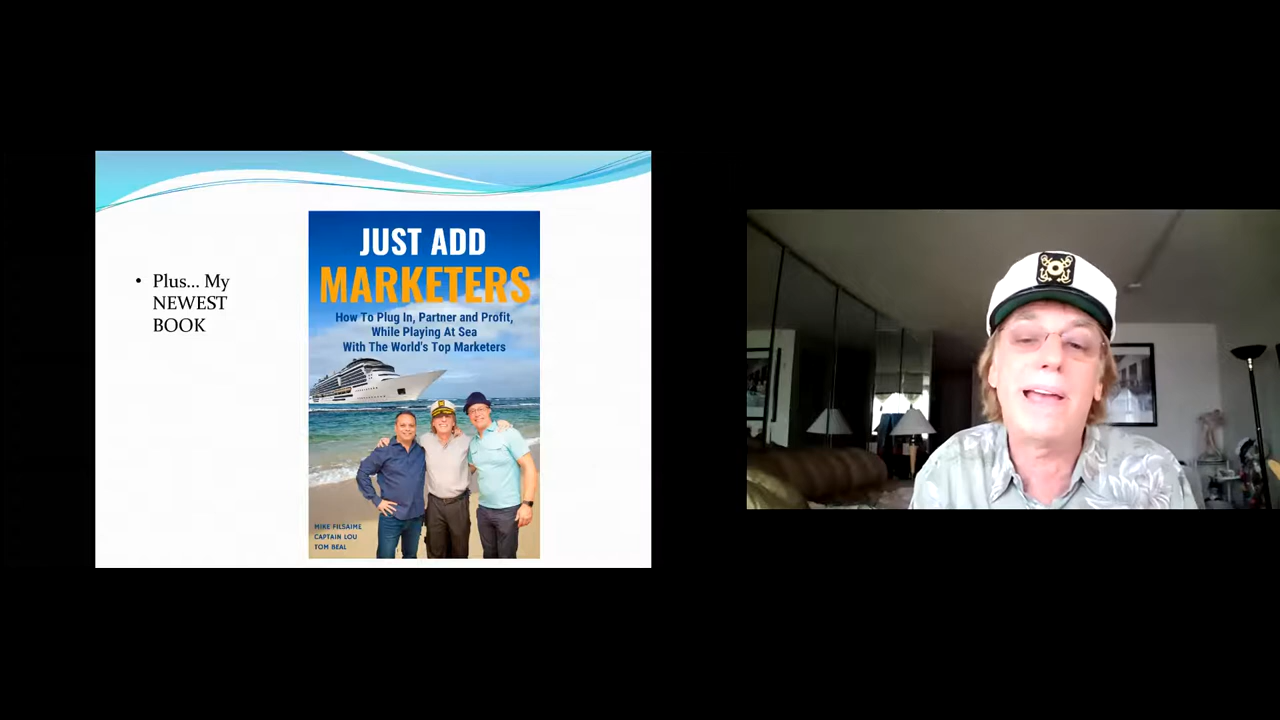 • Plus... My
NEWEST
BOOK
JUST ADD
MARKETERS
How To Plug In, Partner and Profit,
While Playing At Sea
With The World's Top Marketers
MIKE FILSAIME
CAPTAIN LOU
TOM BEAL